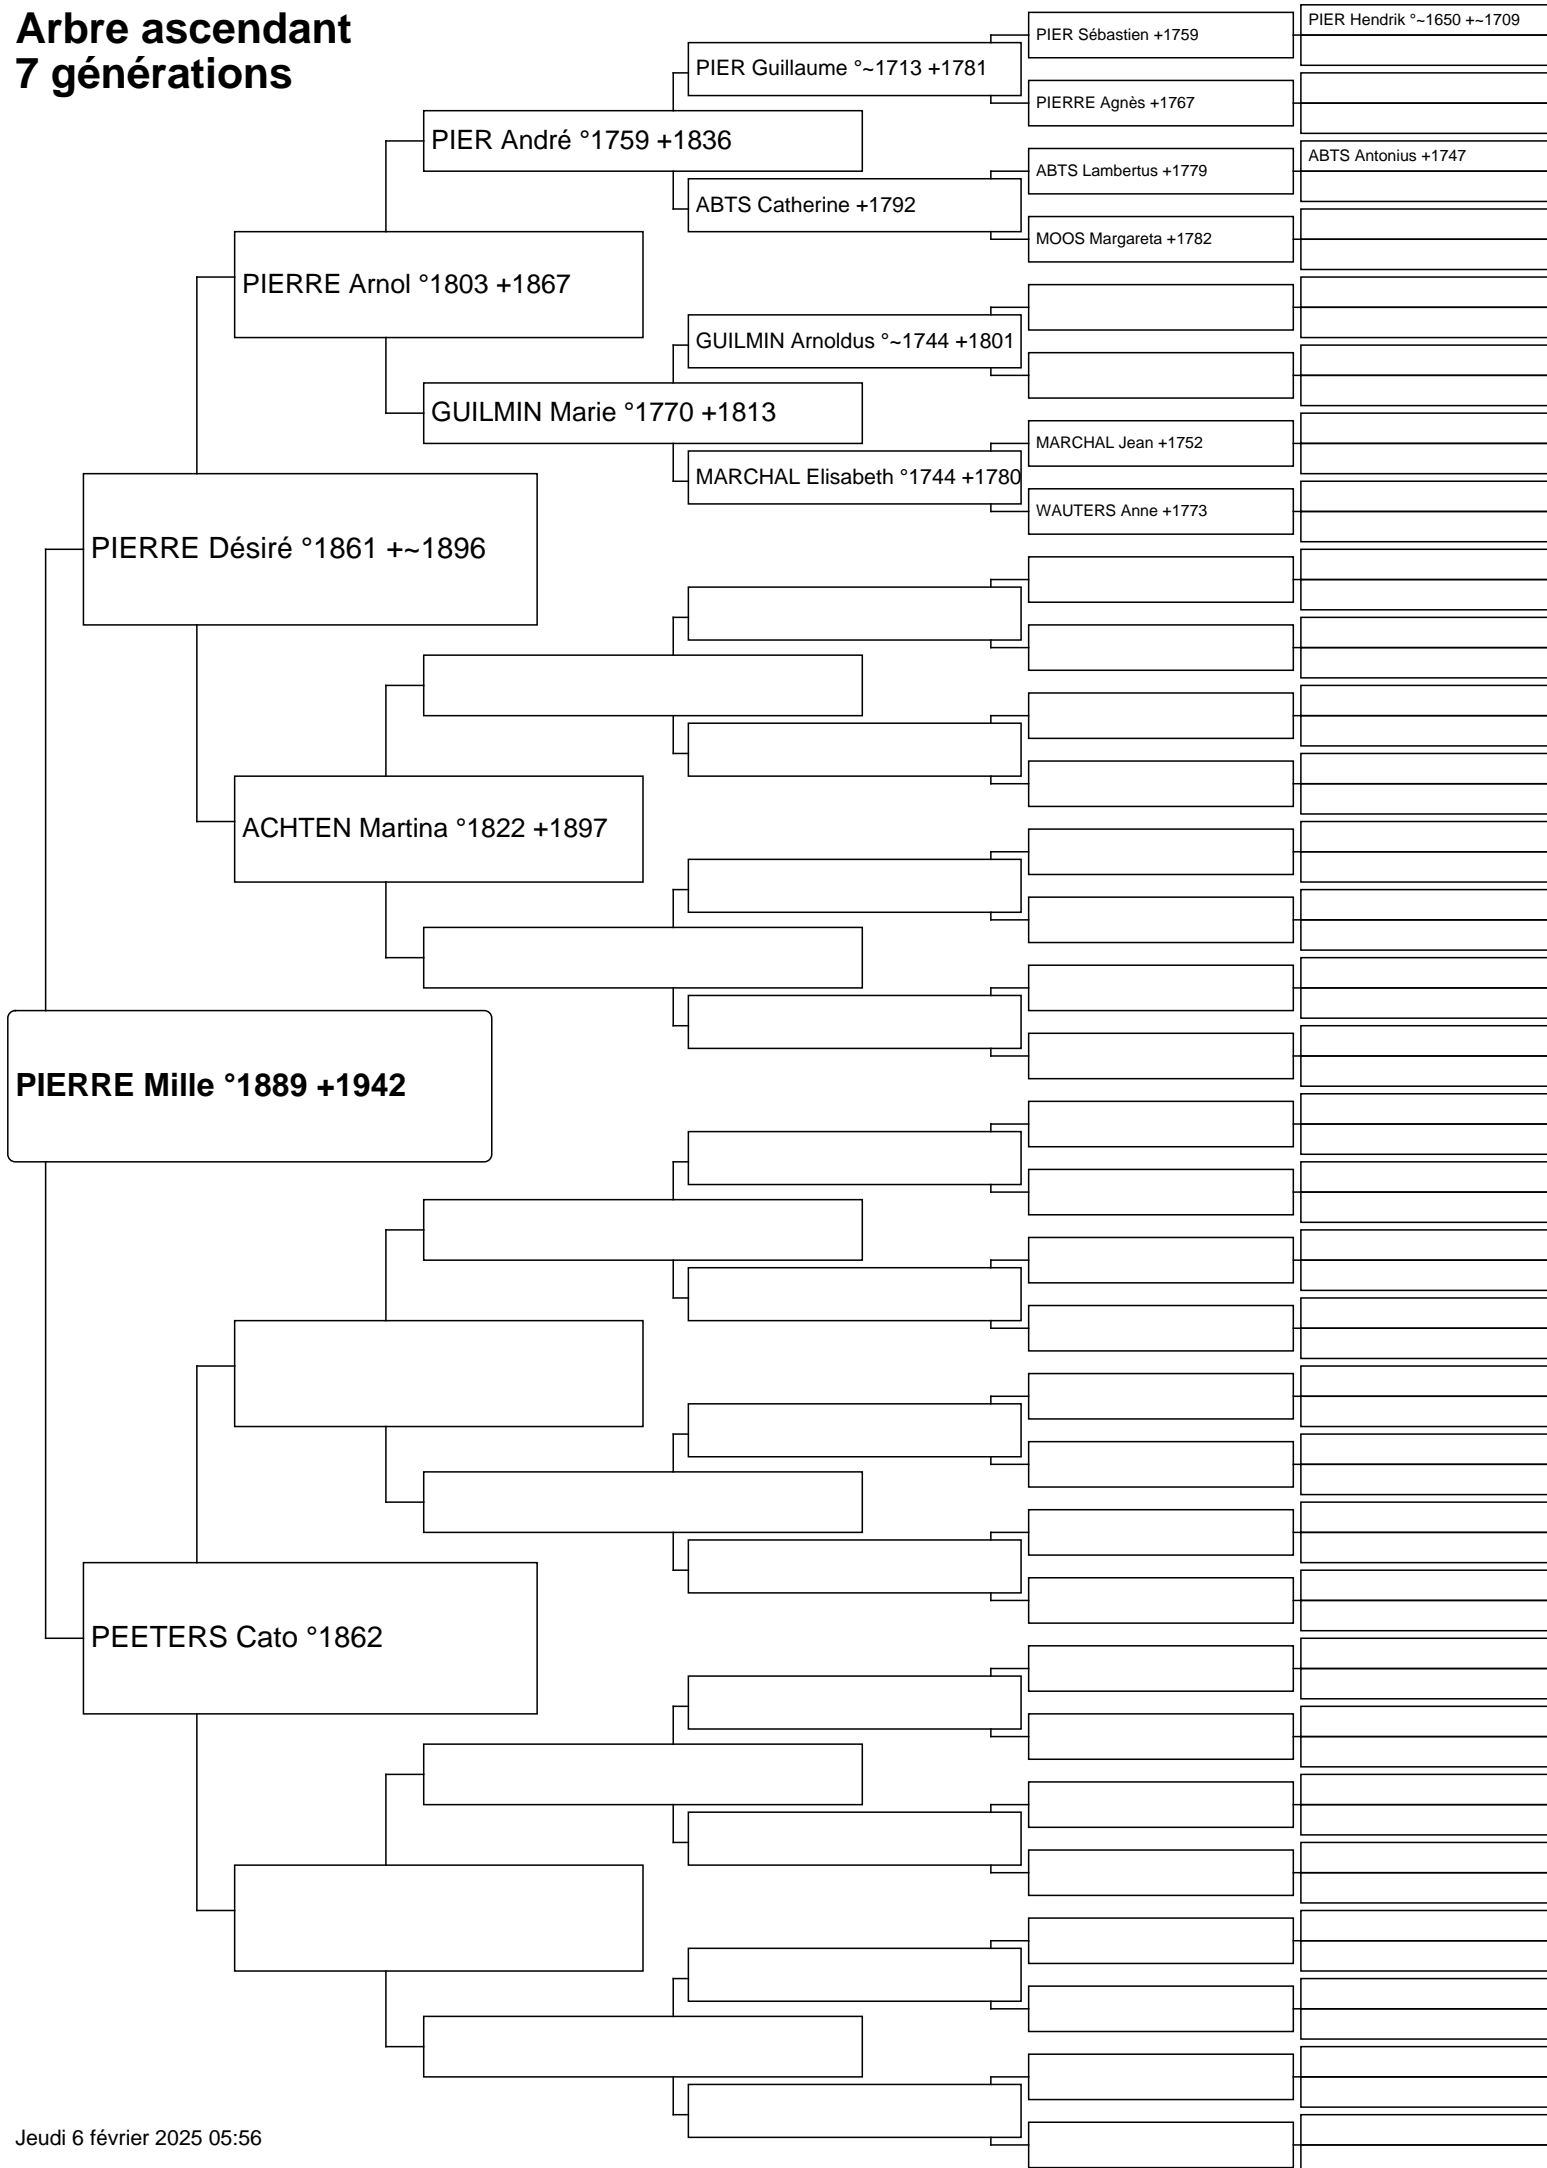 Arbre ascendant
7 générations
PIER Sébastien +1759
PIER Hendrik °~1650 +~1709
PIER Guillaume °~1713 +1781
PIERRE Agnès +1767
PIER André °1759 +1836
ABTS Lambertus +1779
ABTS Antonius +1747
ABTS Catherine +1792
MOOS Margareta +1782
PIERRE Arnol °1803 +1867
GUILMIN Arnoldus °~1744 +1801
GUILMIN Marie °1770 +1813
MARCHAL Jean +1752
MARCHAL Elisabeth °1744 +1780
WAUTERS Anne +1773
PIERRE Désiré °1861 +~1896
ACHTEN Martina °1822 +1897
PIERRE Mille °1889 +1942
PEETERS Cato °1862
Jeudi 6 février 2025 05:56